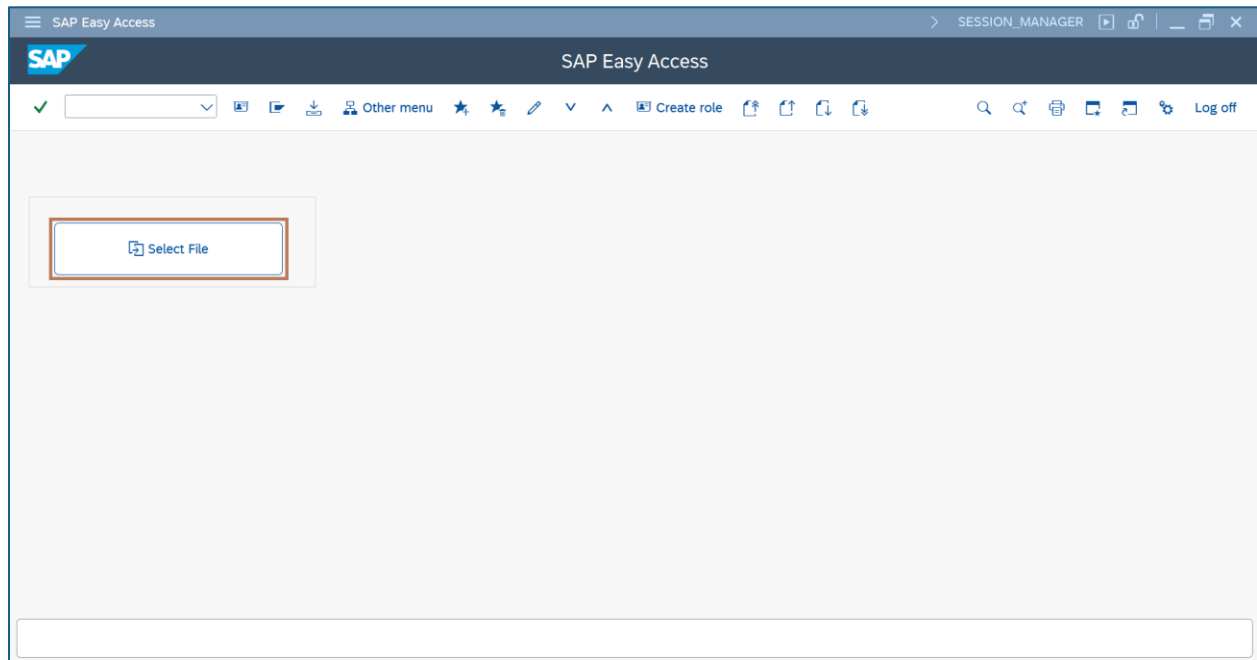 SAP Easy Access
SESSION_MANAGER
SAP
SAP Easy Access
Other menu
Create role
Log off
Select File